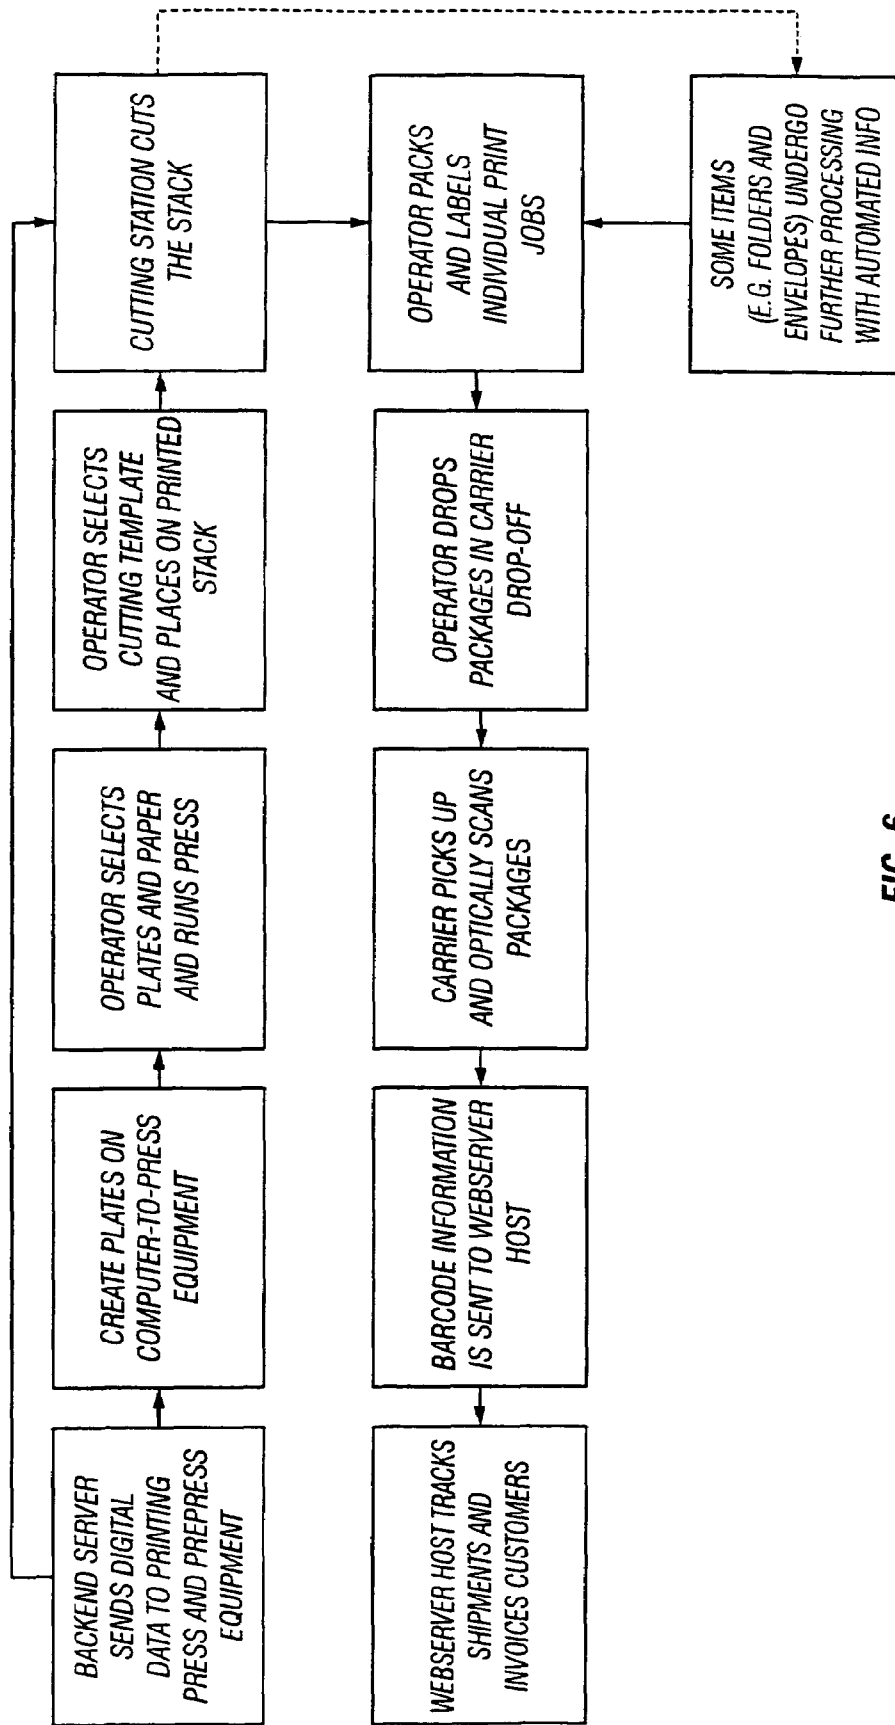 BACKEND SERVER
SENDS DIGITAL
DATA TO PRINTING
PRESS AND PREPRESS
EQUIPMENT
CREATE PLATES ON
COMPUTER-TO-PRESS
EQUIPMENT
OPERATOR SELECTS
PLATES AND PAPER
AND RUNS PRESS
OPERATOR SELECTS
CUTTING TEMPLATE
AND PLACES ON PRINTED
STACK
CUTTING STATION CUTS
THE STACK
OPERATOR PACKS
AND LABELS
INDIVIDUAL PRINT
JOBS
OPERATOR DROPS
PACKAGES IN CARRIER
DROP-OFF
CARRIER PICKS UP
AND OPTICALLY SCANS
PACKAGES
BARCODE INFORMATION
IS SENT TO WEBSERVER
HOST
WEBSERVER HOST TRACKS
SHIPMENTS AND
INVOICES CUSTOMERS
SOME ITEMS
(E.G. FOLDERS AND
ENVELOPES) UNDERGO
FURTHER PROCESSING
WITH AUTOMATED INFO
FIG. 6